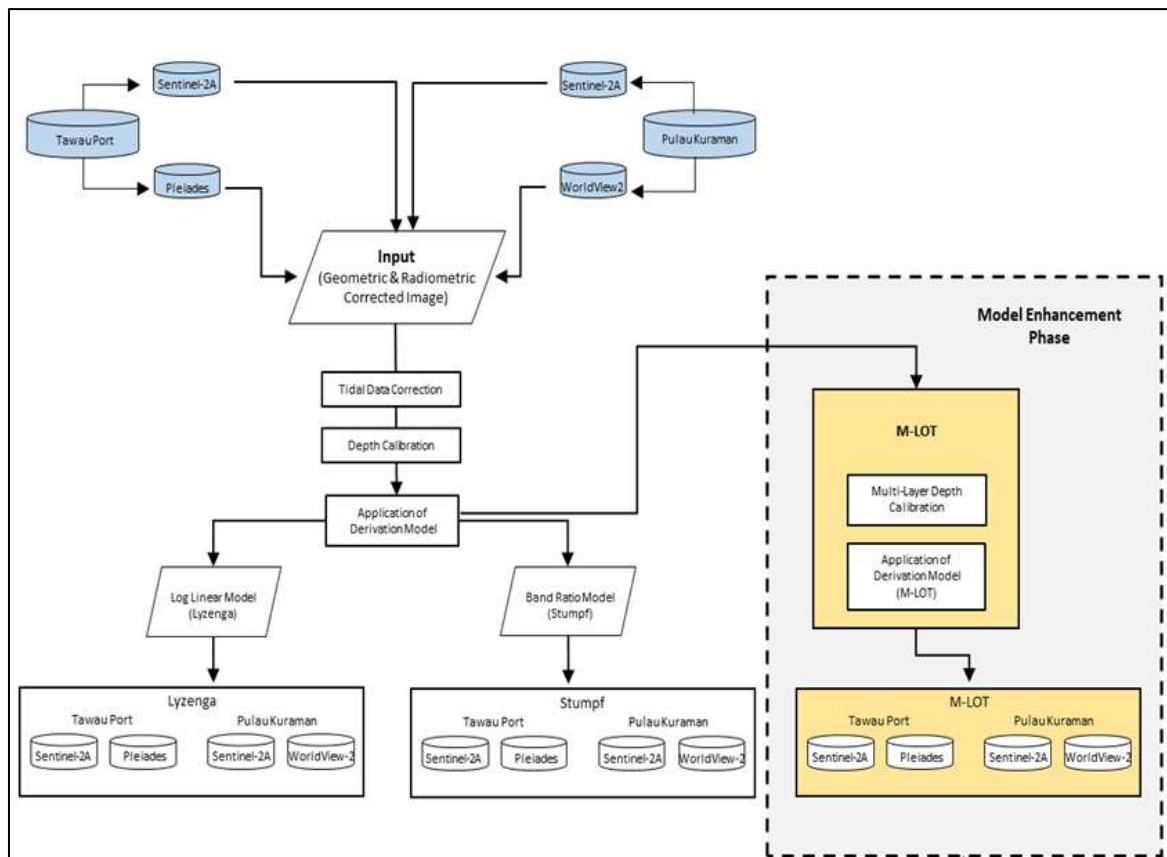 Sentinel-2A
Sentinel-2A
Tawau Port
Pulau Kuraman
Pleiades
WorldView2
Input
(Geometric & Radiometric
Corrected Image)
Model Enhancement
Phase
Tidal Data Correction
Depth Calibration
Application of
Derivation Model
M-LOT
Multi-Layer Depth
Calibration
Application of
Derivation Model
(M-LOT)
Log Linear Model
(Lyzenga)
Band Ratio Model
(Stumpf)
Lyzenga
Tawau Port
Pulau Kuraman
Sentinel-2A
Pleiades
Sentinel-2A
WorldView-2
Stumpf
Tawau Port
Pulau Kuraman
Sentinel-2A
Pleiades
Sentinel-2A
WorldView-2
M-LOT
Tawau Port
Pulau Kuraman
Sentinel-2A
Pleiades
Sentinel-2A
WorldView-2